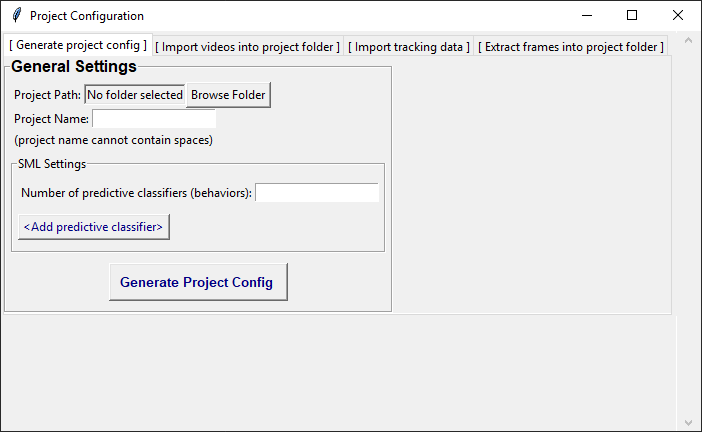 Project Configuration
[ Generate project config ] [ Import videos into project folder ] [ Import tracking data ] [ Extract frames into project folder ]
General Settings
Project Path: No folder selected Browse Folder
Project Name:
(project name cannot contain spaces)
SML Settings
Number of predictive classifiers (behaviors):
<Add predictive classifier>
Generate Project Config